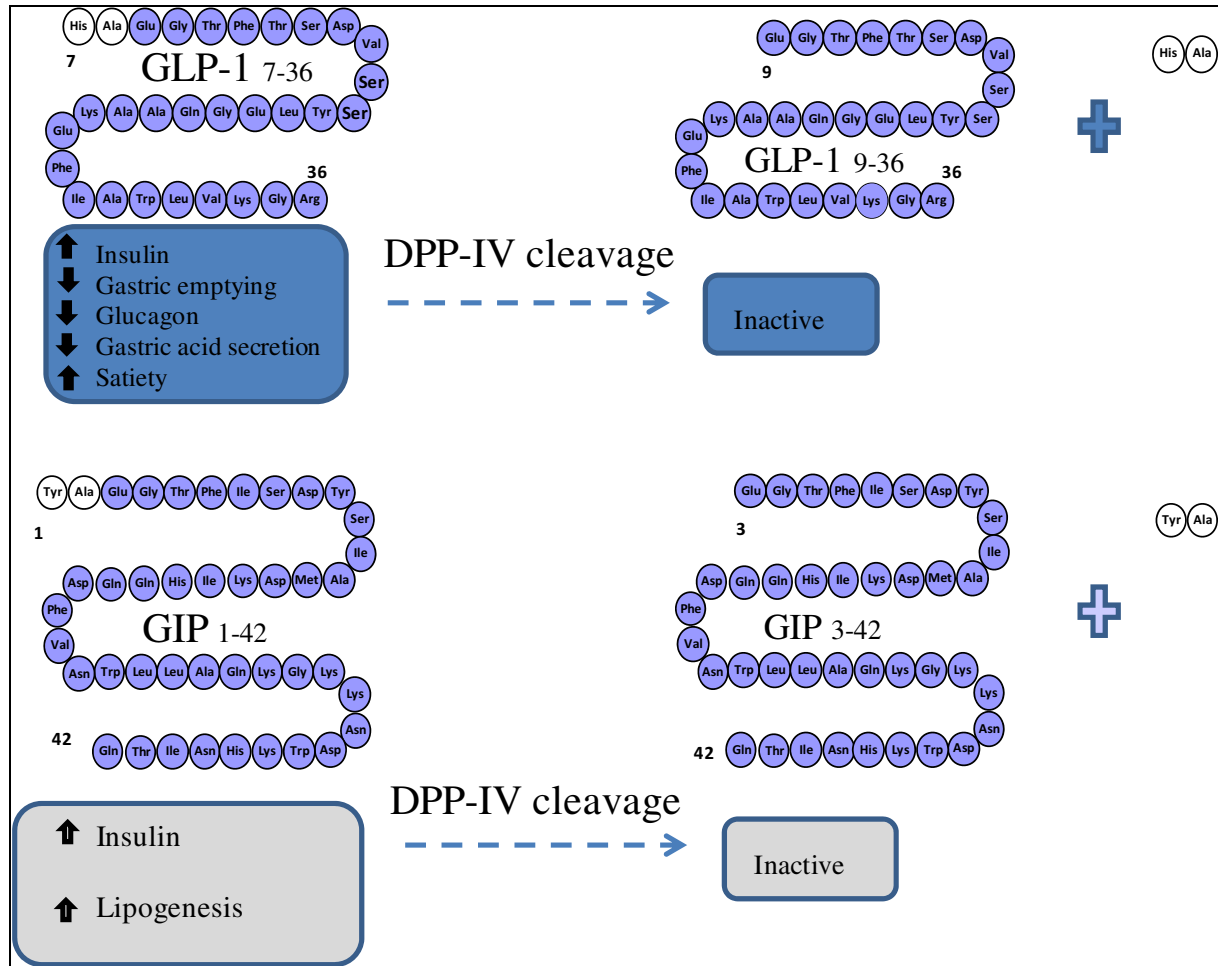 His Ala Glu Gly Thr Phe Thr Ser Asp
Val
7
GLP-1 7-36
Ser
Ser
Lys Ala Ala Gln Gly Glu Leu Tyr
Glu
Phe
36
Ile Ala Trp Leu Val Lys Gly Arg
Glu Gly Thr Phe Thr Ser Asp
Val
9
Ser
Lys Ala Ala Gln Gly Glu Leu Tyr Ser
Glu
Phe
GLP-1 9-36
36
Ile Ala Trp Leu Val Lys Gly Arg
His Ala
Insulin
Gastric emptying
Glucagon
Gastric acid secretion
Satiety
DPP-IV cleavage
Inactive
Tyr Ala Glu Gly Thr Phe Ile Ser Asp Tyr
1
Ser
Ile
Asp Gln Gln His Ile Lys Asp Met Ala
Phe
Val
GIP 1-42
Asn Trp Leu Leu Ala Gln Lys Gly Lys
Lys
Asn
42
Gln Thr Ile Asn His Lys Trp Asp
Glu Gly Thr Phe Ile Ser Asp Tyr
3
Ser
Ile
Asp Gln Gln His Ile Lys Asp Met Ala
Phe
Val
GIP 3-42
Asn Trp Leu Leu Ala Gln Lys Gly Lys
Lys
Asn
42
Gln Thr Ile Asn His Lys Trp Asp
Tyr Ala
Insulin
Lipogenesis
DPP-IV cleavage
Inactive